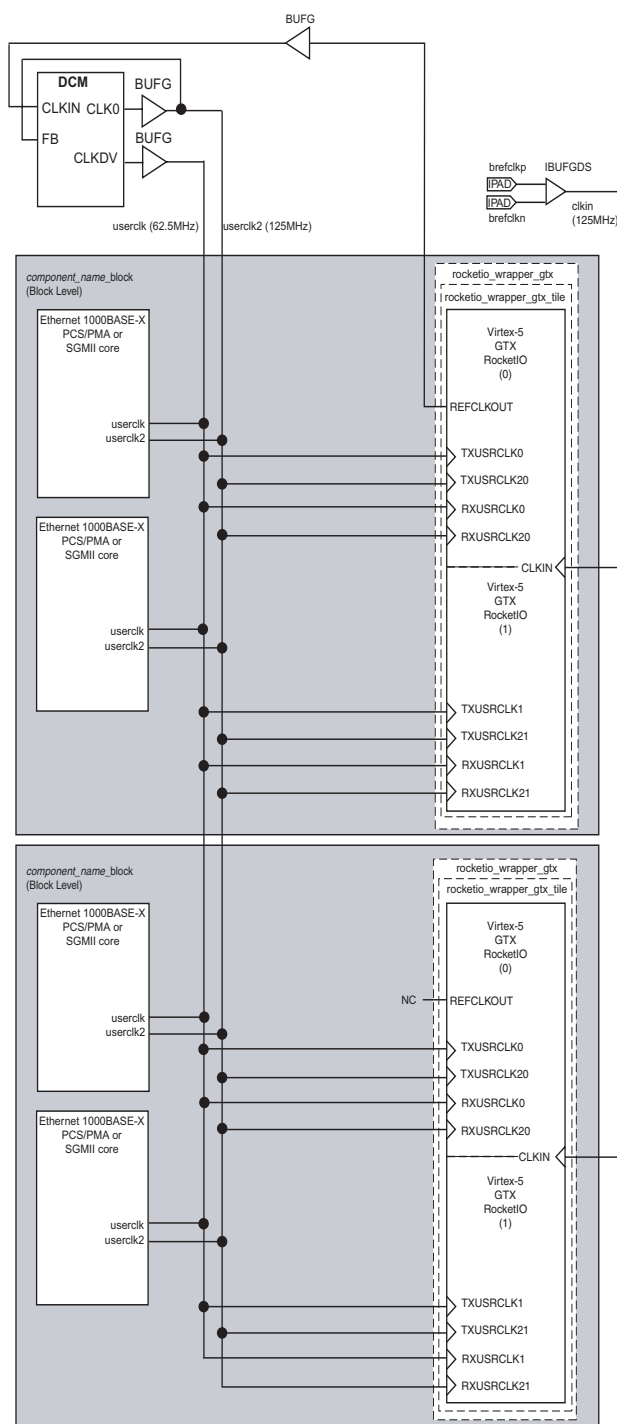 BUFG
DCM
BUFG
CLKIN CLK0
FB
BUFG
CLKDV
brefclkp
IBUFGDS
IPAD
IPAD
brefclkn
clkin
(125MHz)
userclk (62.5MHz)
userclk2 (125MHz)
component_name_block
(Block Level)
rocketio_wrapper_gtx
rocketio_wrapper_gtx_tile
Ethernet 1000BASE-X
PCS/PMA or
SGMII core
userclk
userclk2
Virtex-5
GTX
RocketIO
(0)
REFCLKOUT
TXUSRCLK0
TXUSRCLK20
RXUSRCLK0
RXUSRCLK20
Ethernet 1000BASE-X
PCS/PMA or
SGMII core
userclk
userclk2
CLKIN
Virtex-5
GTX
RocketIO
(1)
TXUSRCLK1
TXUSRCLK21
RXUSRCLK1
RXUSRCLK21
component_name_block
(Block Level)
rocketio_wrapper_gtx
rocketio_wrapper_gtx_tile
Ethernet 1000BASE-X
PCS/PMA or
SGMII core
userclk
userclk2
Virtex-5
GTX
RocketIO
(0)
NC
REFCLKOUT
TXUSRCLK0
TXUSRCLK20
RXUSRCLK0
RXUSRCLK20
Ethernet 1000BASE-X
PCS/PMA or
SGMII core
userclk
userclk2
CLKIN
Virtex-5
GTX
RocketIO
(1)
TXUSRCLK1
TXUSRCLK21
RXUSRCLK1
RXUSRCLK21